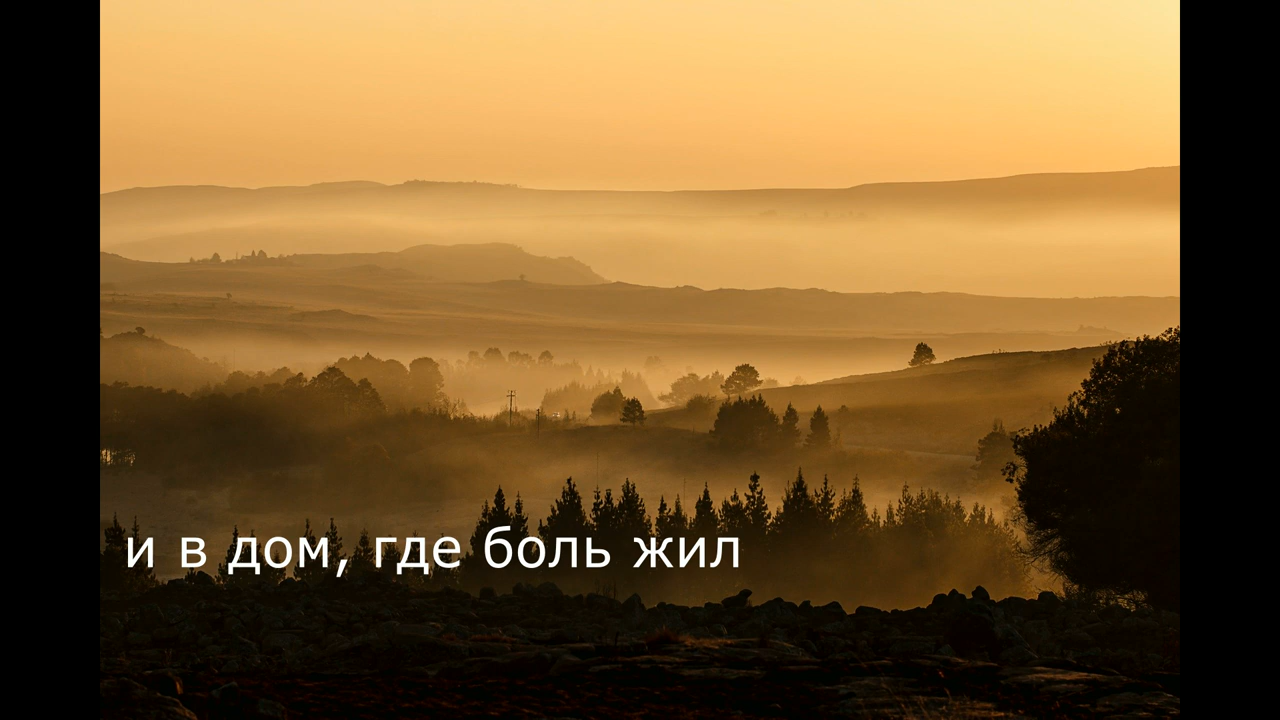 и в дом, где боль жил